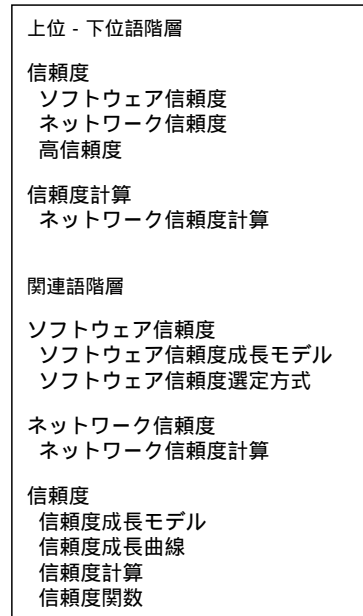 上位 - 下位語階層
信頼度
ソフトウェア信頼度
ネットワーク信頼度
高信頼度
信頼度計算
ネットワーク信頼度計算
関連語階層
ソフトウェア信頼度
ソフトウェア信頼度成長モデル
ソフトウェア信頼度選定方式
ネットワーク信頼度
ネットワーク信頼度計算
信頼度
信頼度成長モデル
信頼度成長曲線
信頼度計算
信頼度関数